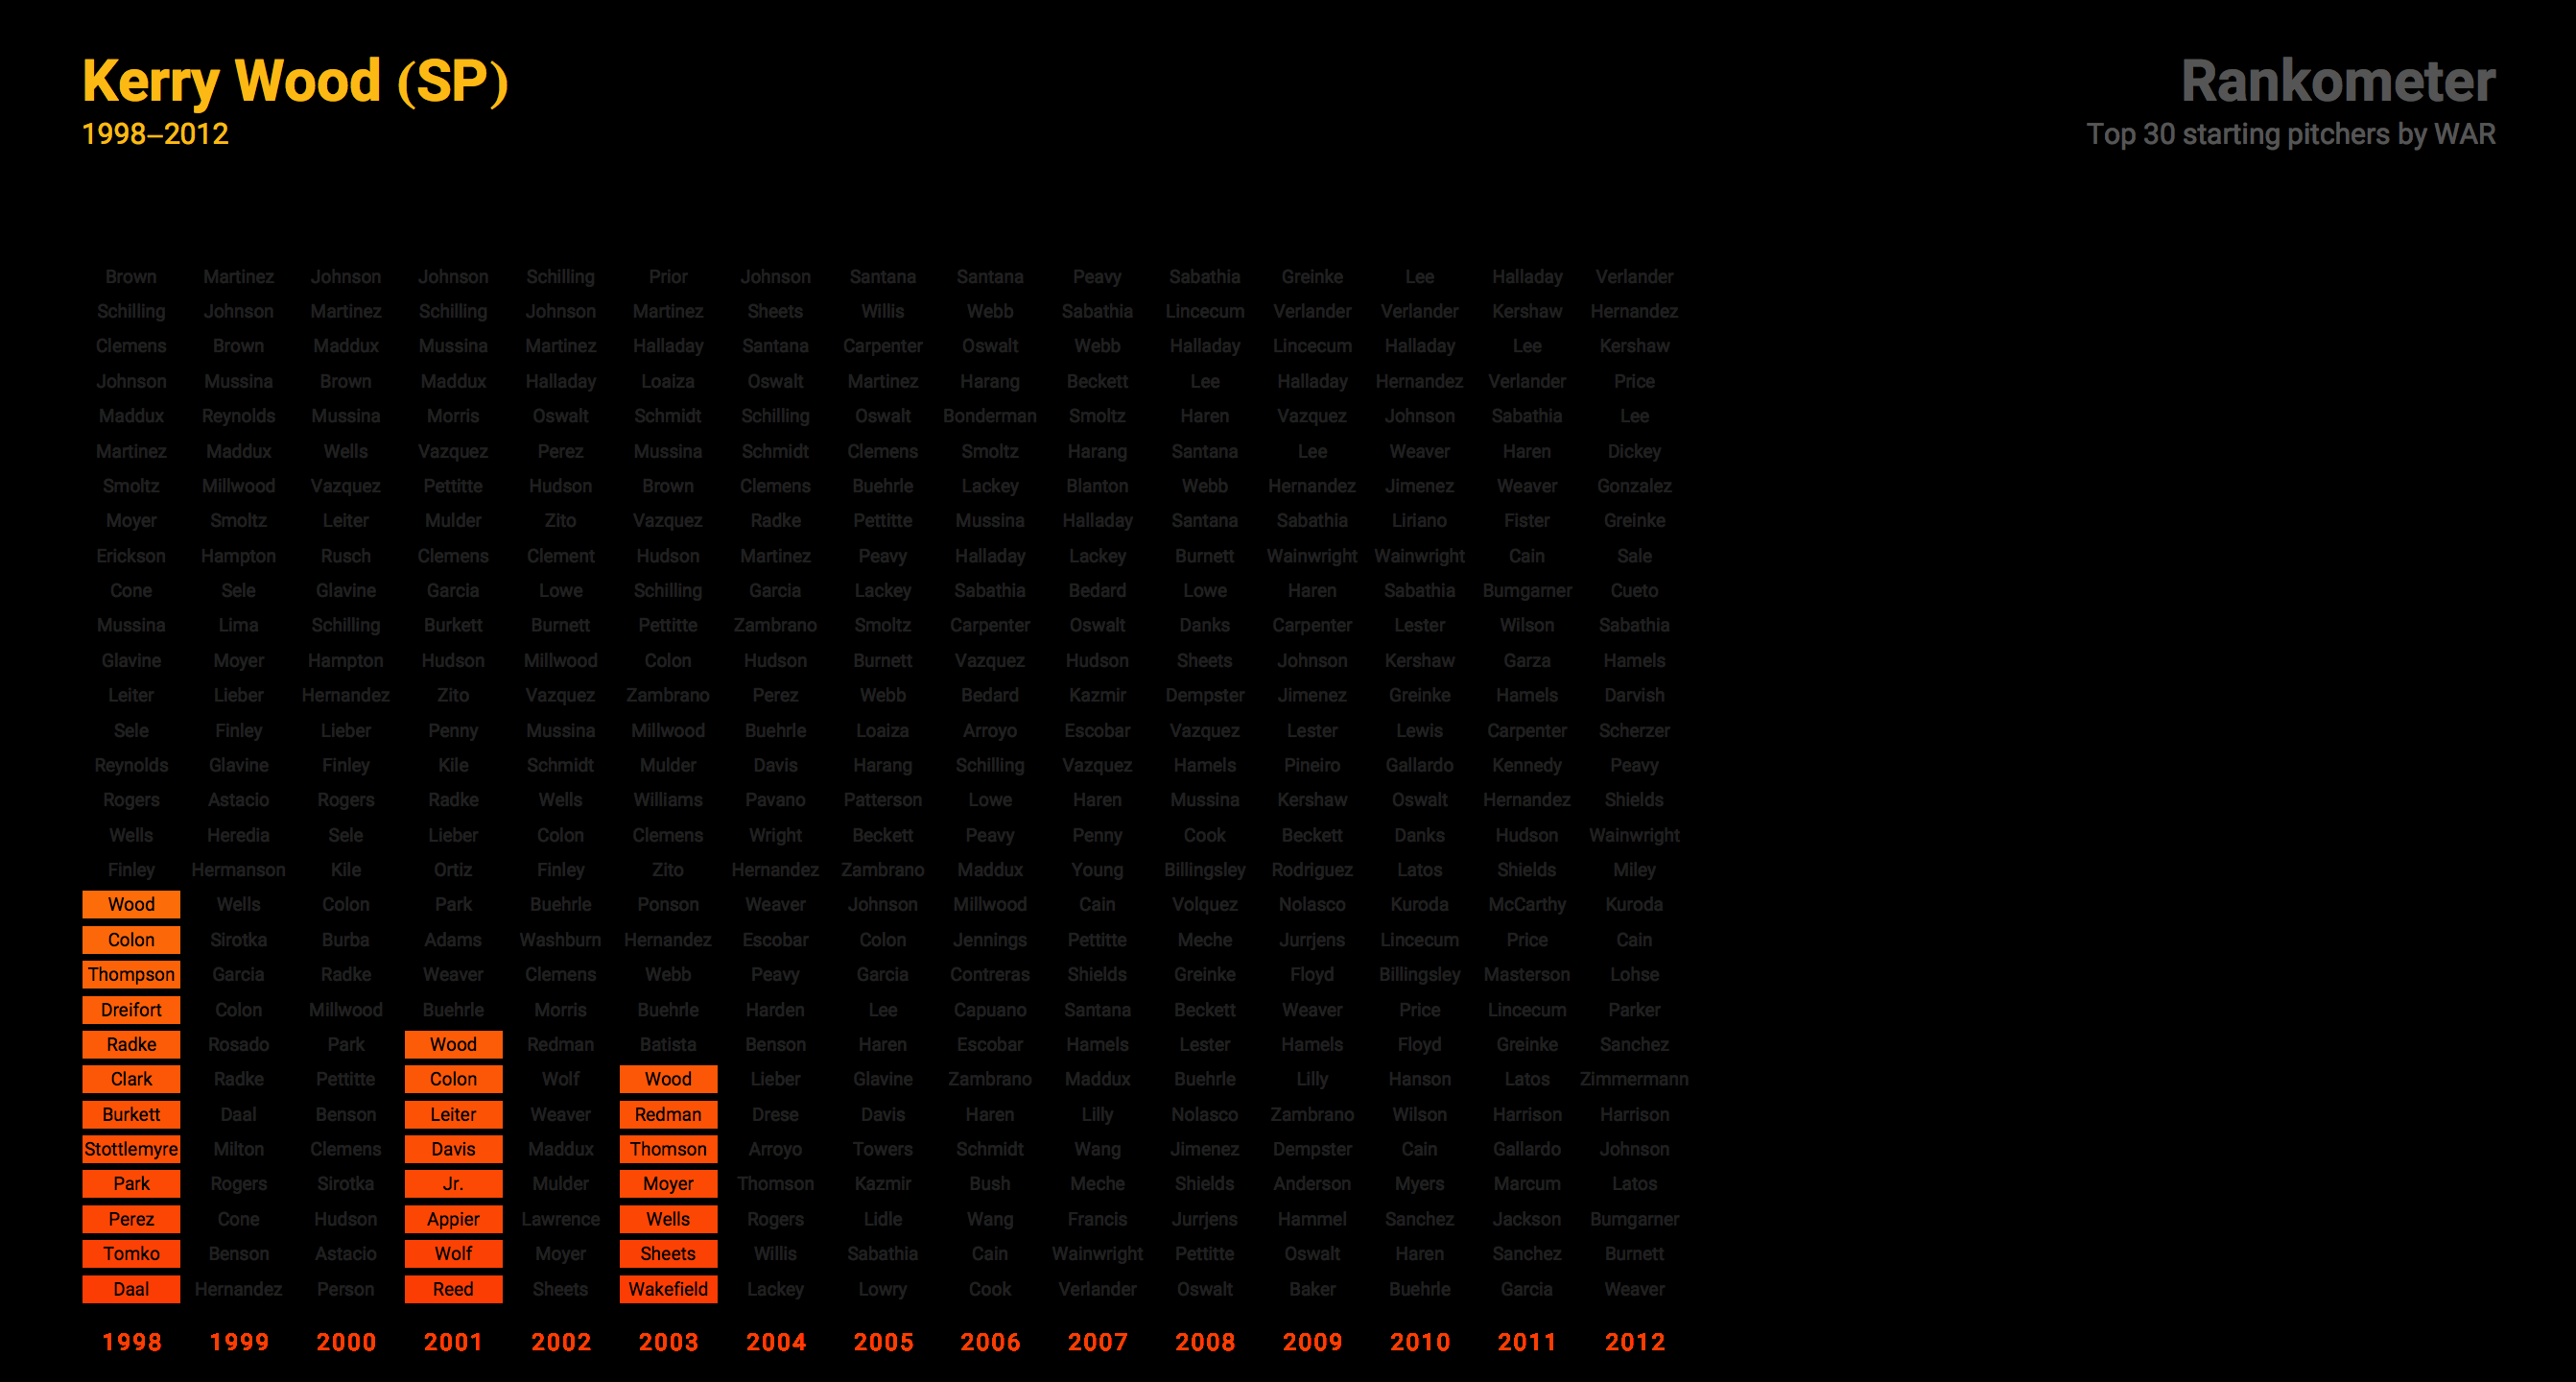 Kerry Wood (SP)
1998–2012
Rankometer
Top 30 starting pitchers by WAR
Brown Martinez Johnson Johnson Schilling Prior Johnson Santana Santana Peavy Sabathia Greinke Lee Halladay Verlander
Schilling Johnson Martinez Schilling Johnson Martinez Sheets Willis Webb Sabathia Lincecum Verlander Verlander Kershaw Hernandez
Clemens Brown Maddux Mussina Martinez Halladay Santana Carpenter Oswalt Webb Halladay Lincecum Halladay Lee Kershaw
Johnson Mussina Brown Maddux Halladay Loaiza Oswalt Martinez Harang Beckett Lee Halladay Hernandez Verlander Price
Maddux Reynolds Mussina Morris Oswalt Schmidt Schilling Oswalt Bonderman Smoltz Haren Vazquez Johnson Sabathia Lee
Martinez Maddux Wells Vazquez Perez Mussina Schmidt Clemens Smoltz Harang Santana Lee Weaver Haren Dickey
Smoltz Millwood Vazquez Pettitte Hudson Brown Clemens Buehrle Lackey Blanton Webb Hernandez Jimenez Weaver Gonzalez
Moyer Smoltz Leiter Mulder Zito Vazquez Radke Pettitte Mussina Halladay Santana Sabathia Liriano Fister Greinke
Erickson Hampton Rusch Clemens Clement Hudson Martinez Peavy Halladay Lackey Burnett Wainwright Wainwright Cain Sale
Cone Sele Glavine Garcia Lowe Schilling Garcia Lackey Sabathia Bedard Lowe Haren Sabathia Bumgarner Cueto
Mussina Lima Schilling Burkett Burnett Pettitte Zambrano Smoltz Carpenter Oswalt Danks Carpenter Lester Wilson Sabathia
Glavine Moyer Hampton Hudson Millwood Colon Hudson Burnett Vazquez Hudson Sheets Johnson Kershaw Garza Hamels
Leiter Lieber Hernandez Zito Vazquez Zambrano Perez Webb Bedard Kazmir Dempster Jimenez Greinke Hamels Darvish
Sele Finley Lieber Penny Mussina Millwood Buehrle Loaiza Arroyo Escobar Vazquez Lester Lewis Carpenter Scherzer
Reynolds Glavine Finley Kile Schmidt Mulder Davis Harang Schilling Vazquez Hamels Pineiro Gallardo Kennedy Peavy
Rogers Astacio Rogers Radke Wells Williams Pavano Patterson Lowe Haren Mussina Kershaw Oswalt Hernandez Shields
Wells Heredia Sele Lieber Colon Clemens Wright Beckett Peavy Penny Cook Beckett Danks Hudson Wainwright
Finley Hermanson Kile Ortiz Finley Zito Hernandez Zambrano Maddux Young Billingsley Rodriguez Latos Shields Miley
Wood Wells Colon Park Buehrle Ponson Weaver Johnson Millwood Cain Volquez Nolasco Kuroda McCarthy Kuroda
Colon Sirotka Burba Adams Washburn Hernandez Escobar Colon Jennings Pettitte Meche Jurrjens Lincecum Price Cain
Thompson Garcia Radke Weaver Clemens Webb Peavy Garcia Contreras Shields Greinke Floyd Billingsley Masterson Lohse
Dreifort Colon Millwood Buehrle Morris Buehrle Harden Lee Capuano Santana Beckett Weaver Price Lincecum Parker
Radke Rosado Park Wood Redman Batista Benson Haren Escobar Hamels Lester Hamels Floyd Greinke Sanchez
Clark Radke Pettitte Colon Wolf Wood Lieber Glavine Zambrano Maddux Buehrle Lilly Hanson Latos Zimmermann
Burkett Daal Benson Leiter Weaver Redman Drese Davis Haren Lilly Nolasco Zambrano Wilson Harrison Harrison
Stottlemyre Milton Clemens Davis Maddux Thomson Arroyo Towers Schmidt Wang Jimenez Dempster Cain Gallardo Johnson
Park Rogers Sirotka Jr. Mulder Moyer Thomson Kazmir Bush Meche Shields Anderson Myers Marcum Latos
Perez Cone Hudson Appier Lawrence Wells Rogers Lidle Wang Francis Jurrjens Hammel Sanchez Jackson Bumgarner
Tomko Benson Astacio Wolf Moyer Sheets Willis Sabathia Cain Wainwright Pettitte Oswalt Haren Sanchez Burnett
Daal Hernandez Person Reed Sheets Wakefield Lackey Lowry Cook Verlander Oswalt Baker Buehrle Garcia Weaver
1998 1999 2000 2001 2002 2003 2004 2005 2006 2007 2008 2009 2010 2011 2012